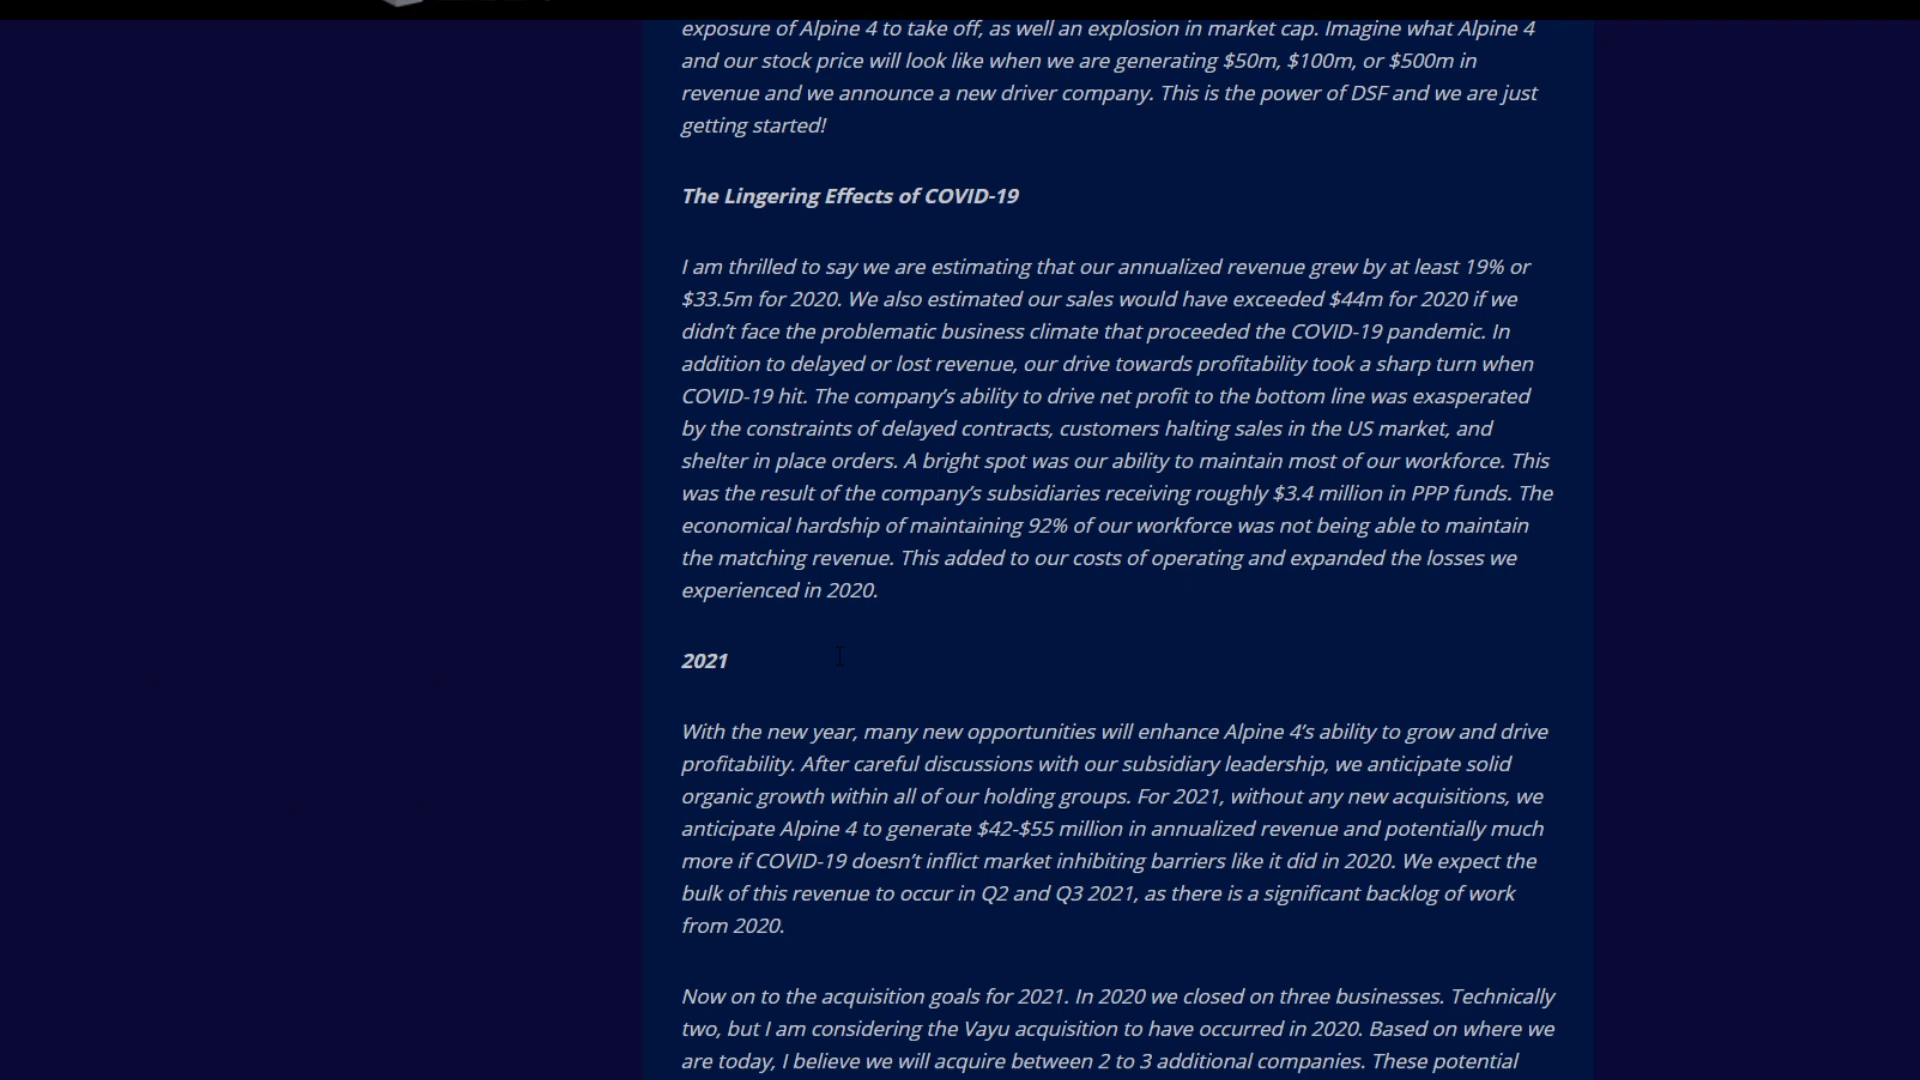 exposure of Alpine 4 to take off, as well an explosion in market cap. Imagine what Alpine 4
and our stock price will look like when we are generating $50m, $100m, or $500m in
revenue and we announce a new driver company. This is the power of DSF and we are just
getting started!
The Lingering Effects of COVID-19
I am thrilled to say we are estimating that our annualized revenue grew by at least 19% or
$33.5m for 2020. We also estimated our sales would have exceeded $44m for 2020 if we
didn't face the problematic business climate that proceeded the COVID-19 pandemic. In
addition to delayed or lost revenue, our drive towards profitability took a sharp turn when
COVID-19 hit. The company's ability to drive net profit to the bottom line was exasperated
by the constraints of delayed contracts, customers halting sales in the US market, and
shelter in place orders. A bright spot was our ability to maintain most of our workforce. This
was the result of the company's subsidiaries receiving roughly $3.4 million in PPP funds. The
economical hardship of maintaining 92% of our workforce was not being able to maintain
the matching revenue. This added to our costs of operating and expanded the losses we
experienced in 2020.
2021
With the new year, many new opportunities will enhance Alpine 4's ability to grow and drive
profitability. After careful discussions with our subsidiary leadership, we anticipate solid
organic growth within all of our holding groups. For 2021, without any new acquisitions, we
anticipate Alpine 4 to generate $42-$55 million in annualized revenue and potentially much
more if COVID-19 doesn't inflict market inhibiting barriers like it did in 2020. We expect the
bulk of this revenue to occur in Q2 and Q3 2021, as there is a significant backlog of work
from 2020.
Now on to the acquisition goals for 2021. In 2020 we closed on three businesses. Technically
two, but I am considering the Vayu acquisition to have occurred in 2020. Based on where we
are today, I believe we will acquire between 2 to 3 additional companies. These potential